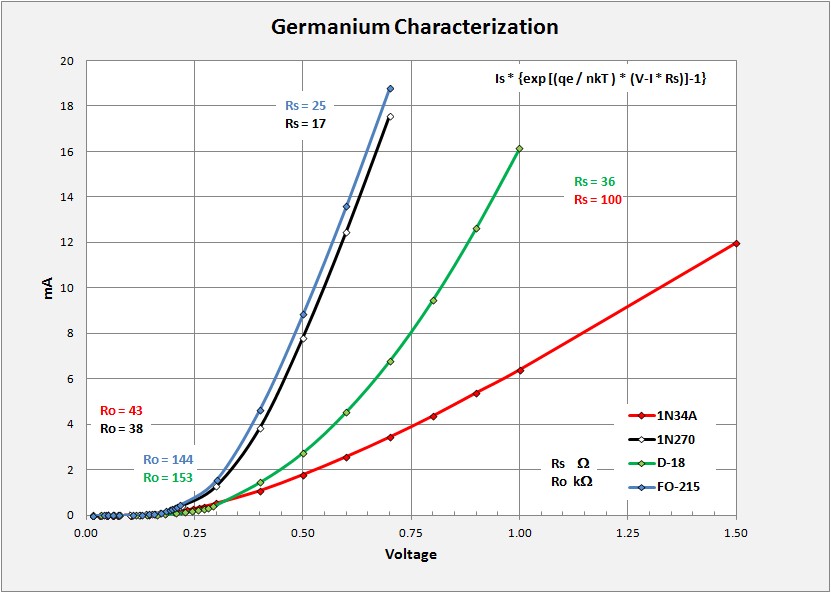 Germanium Characterization
Is * {exp [(qe / nkT ) * (V-I * Rs)]-1}
Rs = 25
Rs = 17
Rs = 36
Rs = 100
Ro = 43
Ro = 38
Ro = 144
Ro = 153
Rs Ω
Ro kΩ
1N34A
1N270
D-18
FO-215
mA
20
18
16
14
12
10
8
6
4
2
0
0.00 0.25 0.50 0.75 1.00 1.25 1.50
Voltage